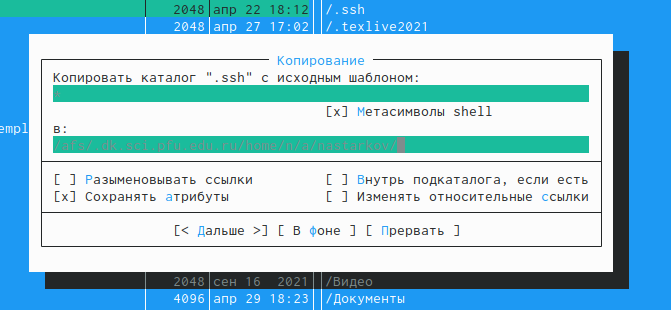 2048 апр 22 18:12 /.ssh
2048 апр 27 17:02 /.texlive2021
Копирование
Копировать каталог ".ssh" с исходным шаблоном:
[x] Метасимволы shell
empl
в:
[ ] Разыменовывать ссылки [ ] Внутрь подкаталога, если есть
[x] Сохранять атрибуты [ ] Изменять относительные ссылки
[< Дальше >] [ В фоне ] [ Прервать ]
2048 сен 16 2021 /Видео
4096 апр 29 18:23 /Документы